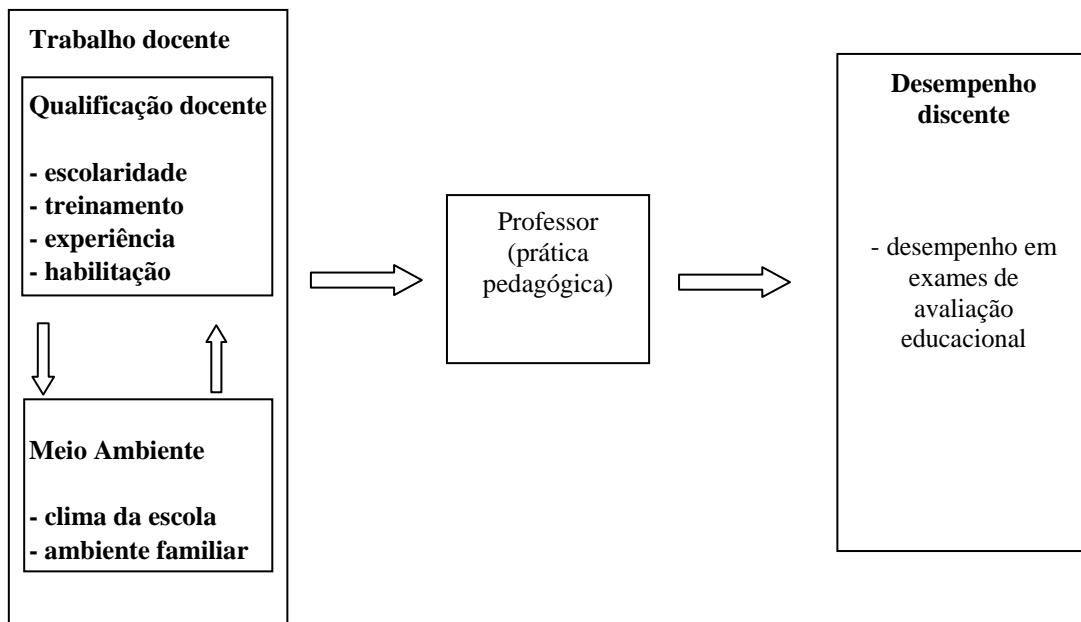 Trabalho docente
Qualificação docente
- escolaridade
- treinamento
- experiência
- habilitação
Meio Ambiente
- clima da escola
- ambiente familiar
Professor
(prática
pedagógica)
Desempenho
discente
- desempenho em
exames de
avaliação
educacional